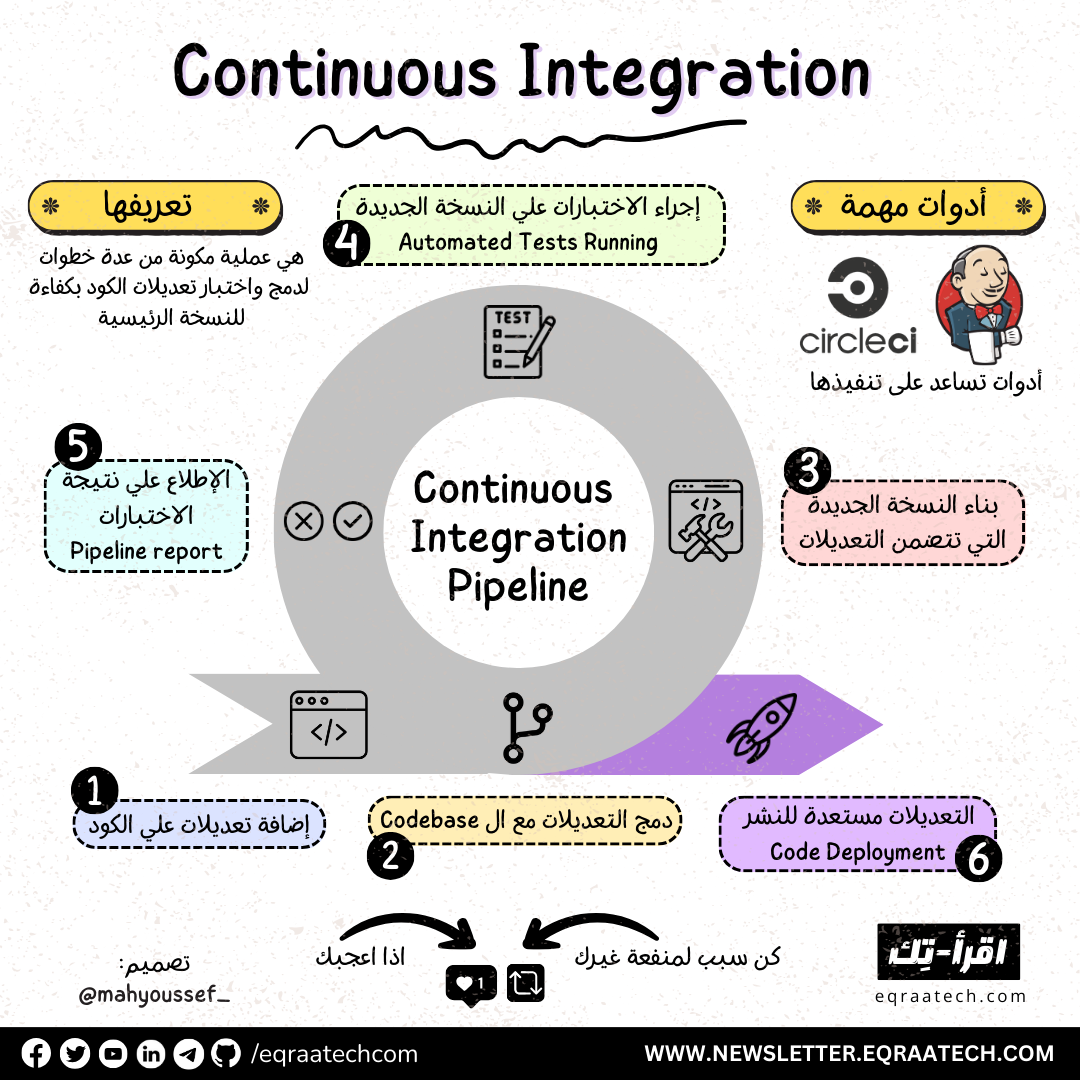 Continuous Integration
تعريفها
هي عملية مكونة من عدة خطوات
لدمج واختبار تعديلات الكود بكفاءة
للنسخة الرئيسية
إجراء الاختبارات علي النسخة الجديدة
Automated Tests Running
4
أدوات مهمة
circleci
أدوات تساعد على تنفيذها
TEST
5
الإطلاع علي نتيجة
الاختبارات
Pipeline report
Continuous
Integration
Pipeline
</>
3
بناء النسخة الجديدة
التي تتضمن التعديلات
</>
1
إضافة تعديلات علي الكود
دمج التعديلات مع ال Codebase
2
التعديلات مستعدة للنشر
Code Deployment
6
اذا اعجبك
كن سبب لمنفعة غيرك
1
تصميم:
@mahyoussef_
اقرأ-تِك
eqraatech.com
/eqraatechcom
WWW.NEWSLETTER.EQRAATECH.COM